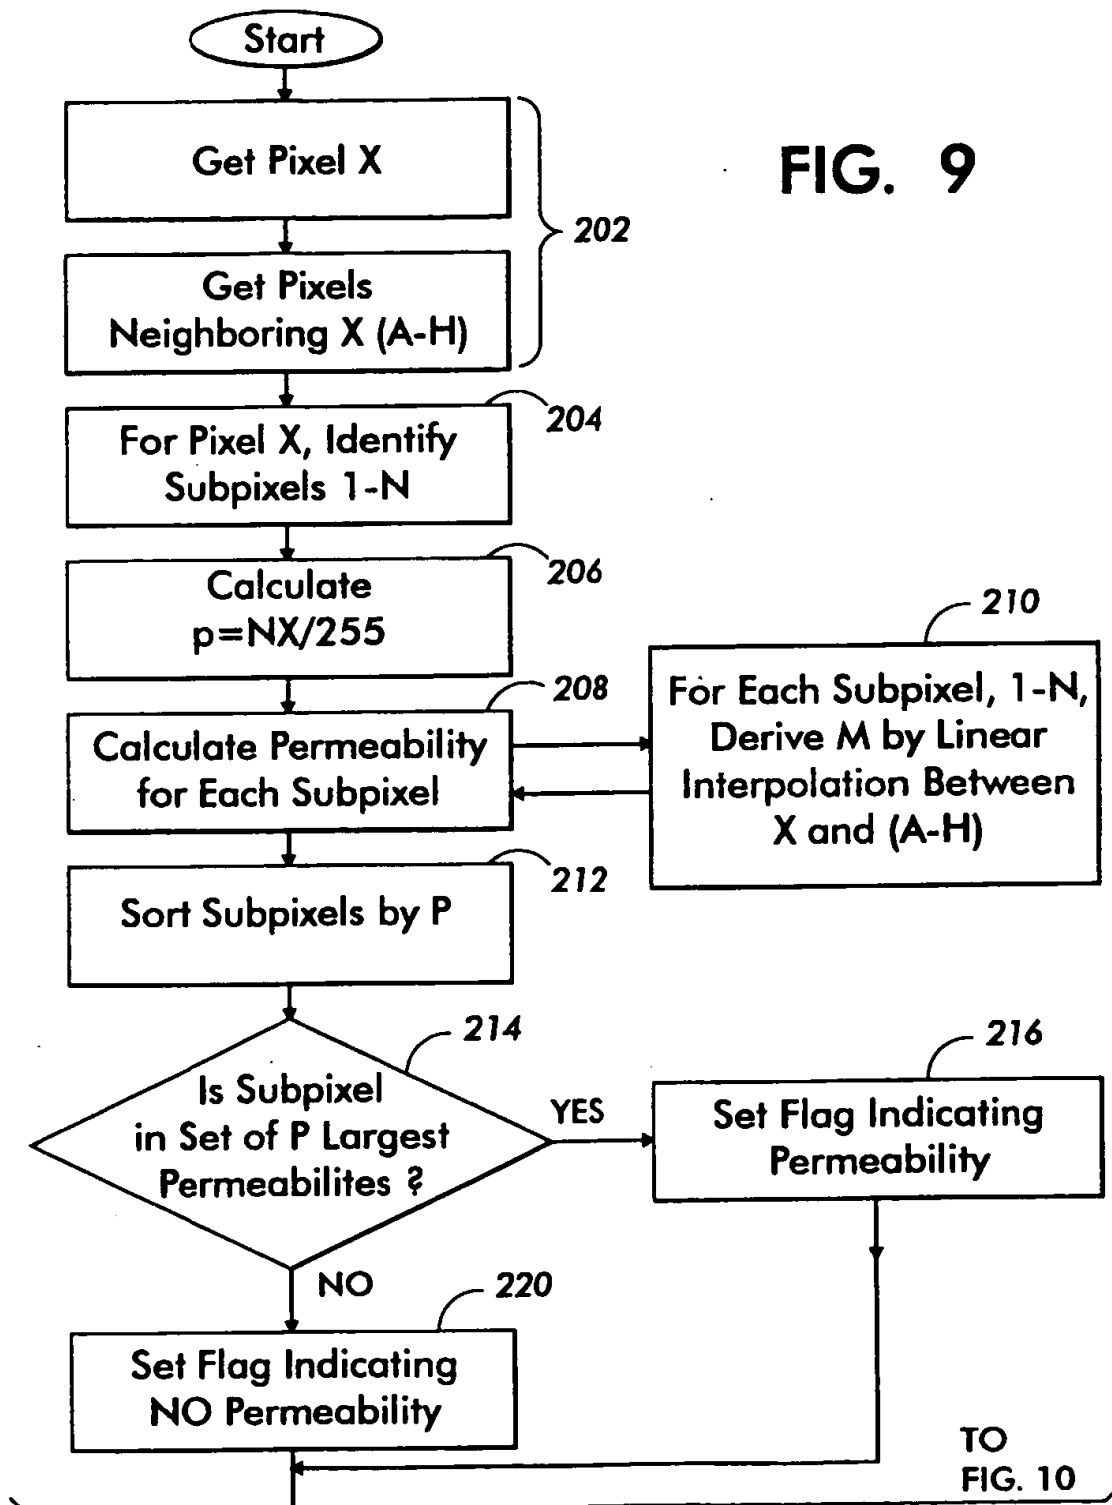 Start
FIG. 9
Get Pixel X
202
Get Pixels
Neighboring X (A-H)
204
For Pixel X, Identify
Subpixels 1-N
206
Calculate
p=NX/255
208
Calculate Permeability
for Each Subpixel
210
For Each Subpixel, 1-N,
Derive M by Linear
Interpolation Between
X and (A-H)
212
Sort Subpixels by P
214
Is Subpixel
in Set of P Largest
Permeabilites ?
YES
216
Set Flag Indicating
Permeability
NO
220
Set Flag Indicating
NO Permeability
TO
FIG. 10